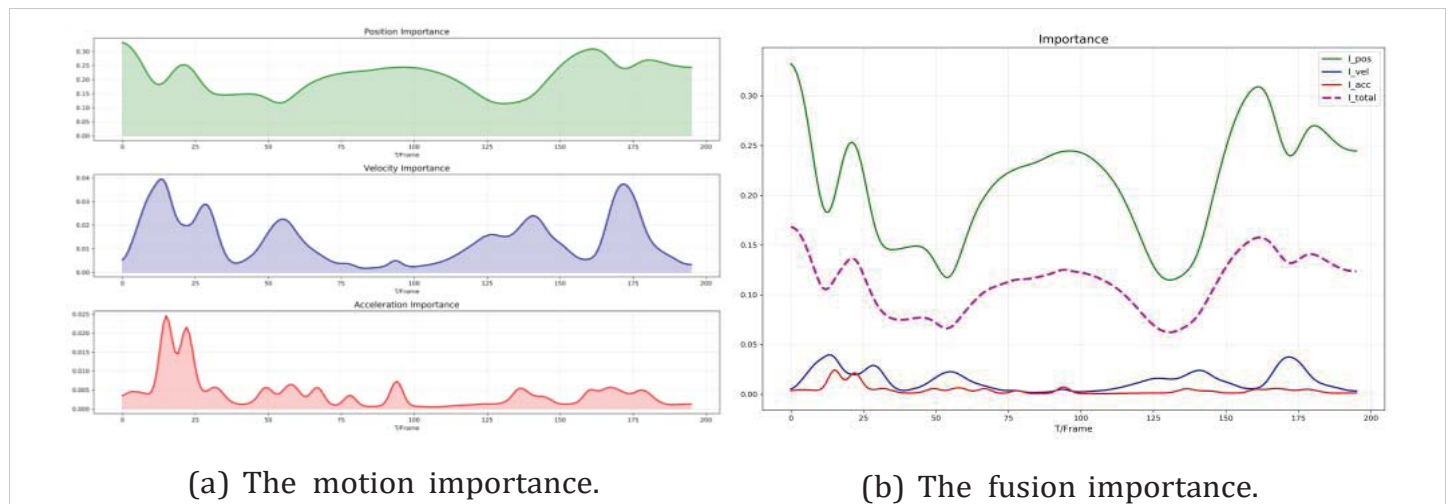 Position Importance
0.30
0.25
0.20
0.15
0.10
0.05
0.00
0 25 50 75 100 125 150 175 200
T/Frame
Velocity Importance
0.04
0.03
0.02
0.01
0.00
0 25 50 75 100 125 150 175 200
T/Frame
Acceleration Importance
0.025
0.020
0.015
0.010
0.005
0.000
0 25 50 75 100 125 150 175 200
T/Frame
(a) The motion importance.
Importance
I_pos
I_vel
I_acc
I_total
0.30
0.25
0.20
0.15
0.10
0.05
0.00
0 25 50 75 100 125 150 175 200
T/Frame
(b) The fusion importance.